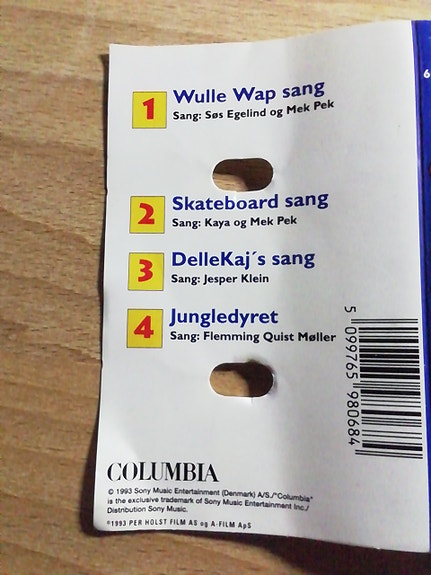 1 Wulle Wap sang
Sang: Søs Egelind og Mek Pek
2 Skateboard sang
Sang: Kaya og Mek Pek
3 DelleKaj´s sang
Sang: Jesper Klein
4 Jungledyret
Sang: Flemming Quist Møller
5 099765 980684
COLUMBIA
© 1993 Sony Music Entertainment (Denmark) A/S./"Columbia"
is the exclusive trademark of Sony Music Entertainment Inc./
Distribution Sony Music.
®1993 PER HOLST FILM AS og A-FILM ApS
6